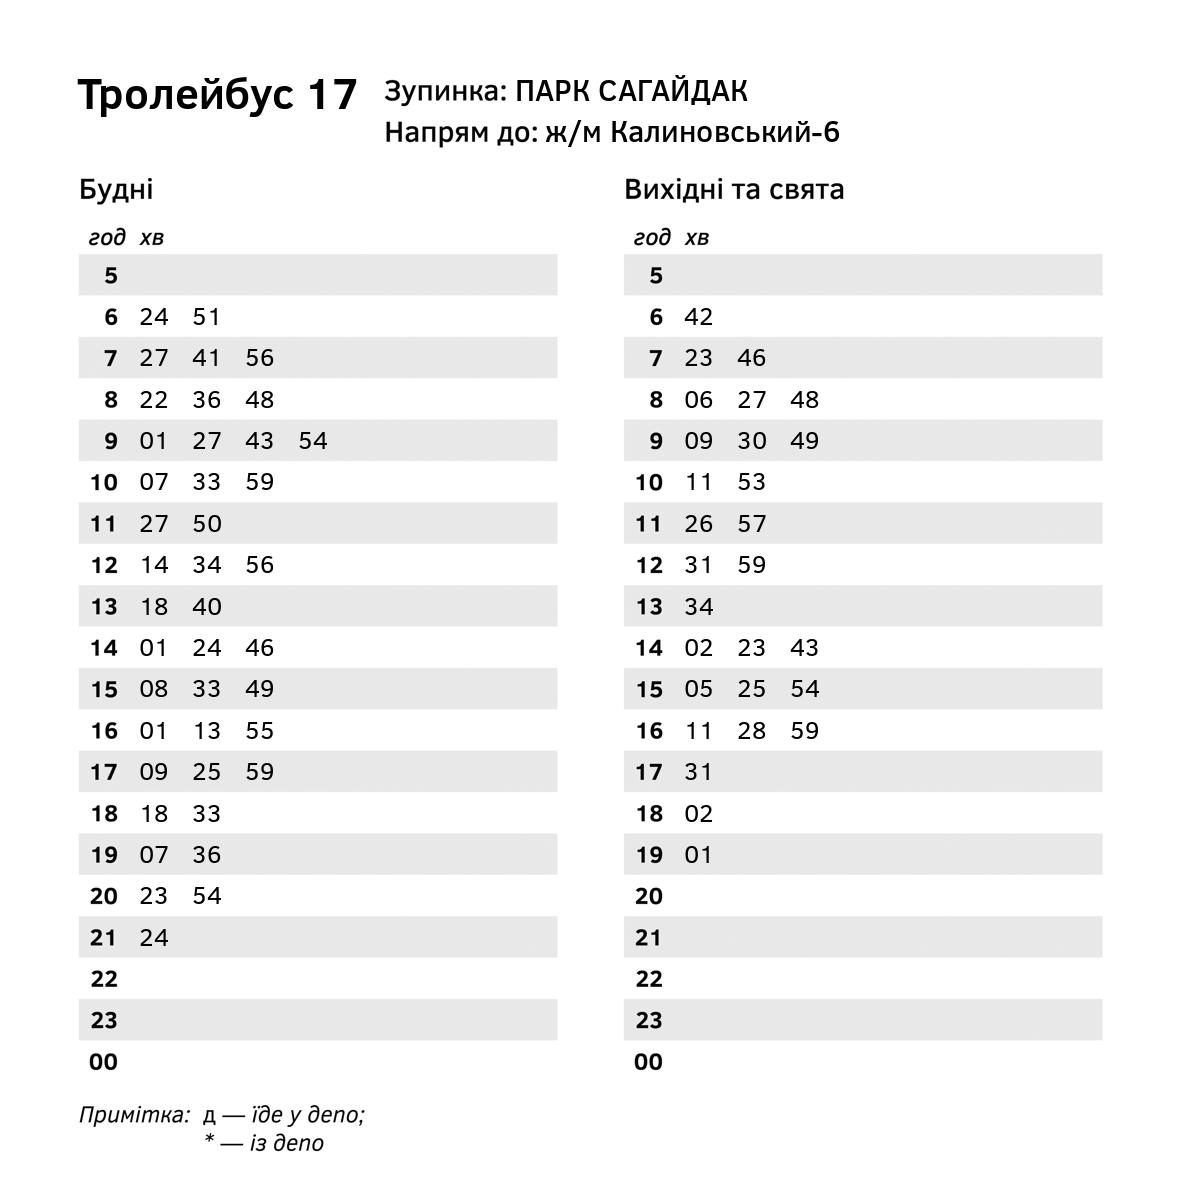 Тролейбус 17
Зупинка: ПАРК САГАЙДАК
Напрям до: ж/м Калиновський-6
Будні
год хв
5
6 24 51
7 27 41 56
8 22 36 48
9 01 27 43 54
10 07 33 59
11 27 50
12 14 34 56
13 18 40
14 01 24 46
15 08 33 49
16 01 13 55
17 09 25 59
18 18 33
19 07 36
20 23 54
21 24
22
23
00
Вихідні та свята
год хв
5
6 42
7 23 46
8 06 27 48
9 09 30 49
10 11 53
11 26 57
12 31 59
13 34
14 02 23 43
15 05 25 54
16 11 28 59
17 31
18 02
19 01
20
21
22
23
00
Примітка: д — їде у депо;
* — із депо